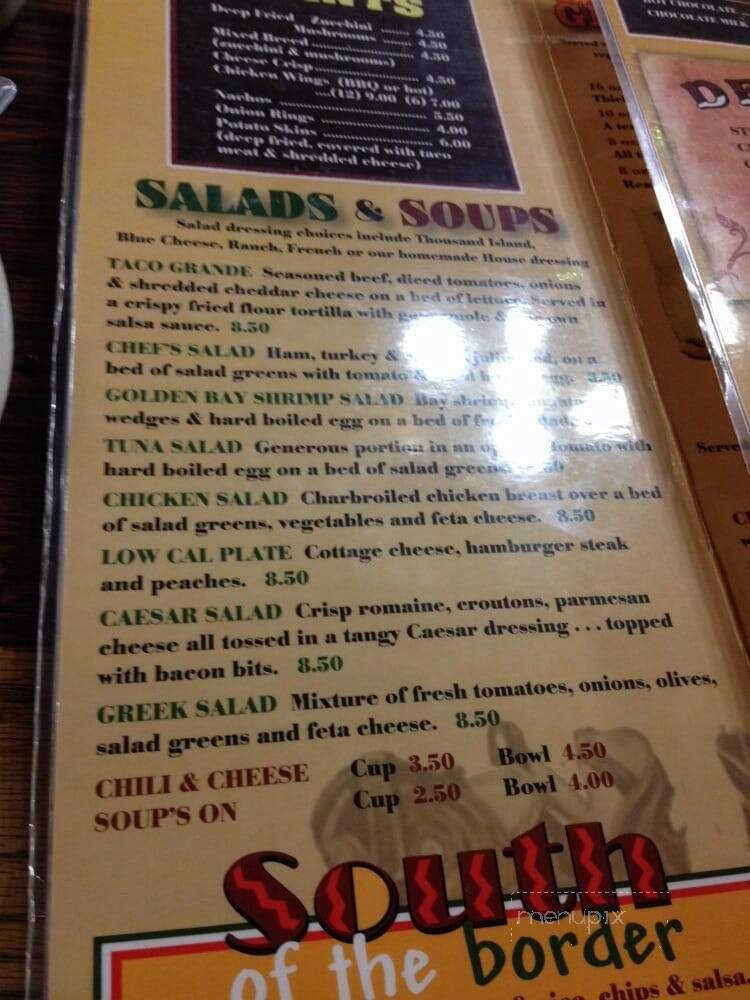 Deep Fried Zucchini ....... 4.50
Mushrooms ....... 4.50
Mixed Breed ................ 4.50
(zucchini & mushrooms)
Cheese Crisp .................. 4.50
Chicken Wings (BBQ or hot)
....(12) 9.00 (6) 7.00
Nachos ......................... 5.50
Onion Rings .................. 4.00
Potato Skins .................. 6.00
(deep fried, covered with taco
meat & shredded cheese)
SALADS & SOUPS
Salad dressing choices include Thousand Island,
Blue Cheese, Ranch, French or our homemade House dressing
TACO GRANDE Seasoned beef, diced tomatoes, onions
& shredded cheddar cheese on a bed of lettuce. Served in
a crispy fried flour tortilla with &
salsa sauce. 8.50
CHEF'S SALAD Ham, turkey & on a
bed of salad greens with tomato &
GOLDEN BAY SHRIMP SALAD Bay
wedges & hard boiled egg on a bed of
TUNA SALAD Generous portion in an tomato with
hard boiled egg on a bed of salad
CHICKEN SALAD Charbroiled chicken breast over a bed
of salad greens, vegetables and feta cheese. 8.50
LOW CAL PLATE Cottage cheese, hamburger steak
and peaches. 8.50
CAESAR SALAD Crisp romaine, croutons, parmesan
cheese all tossed in a tangy Caesar dressing . . . topped
with bacon bits. 8.50
GREEK SALAD Mixture of fresh tomatoes, onions, olives,
salad greens and feta cheese. 8.50
CHILI & CHEESE Cup 3.50 Bowl 4.50
SOUP'S ON Cup 2.50 Bowl 4.00
South
of the border
chips & salsa.
menupix
HOT CHOCOLATE
CHOCOLATE MILK